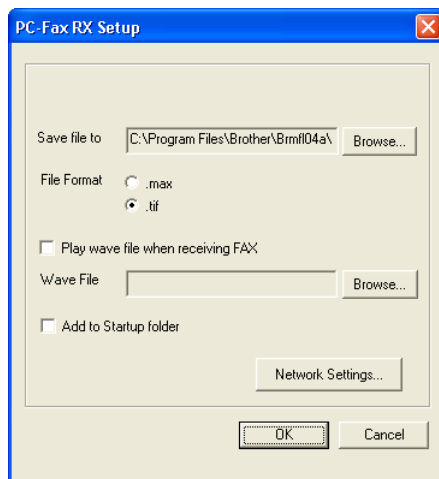 PC-Fax RX Setup
Save file to C:\Program Files\Brother\Brmfl04a\ Browse...
File Format .max
.tif
Play wave file when receiving FAX
Wave File Browse...
Add to Startup folder
Network Settings...
OK Cancel